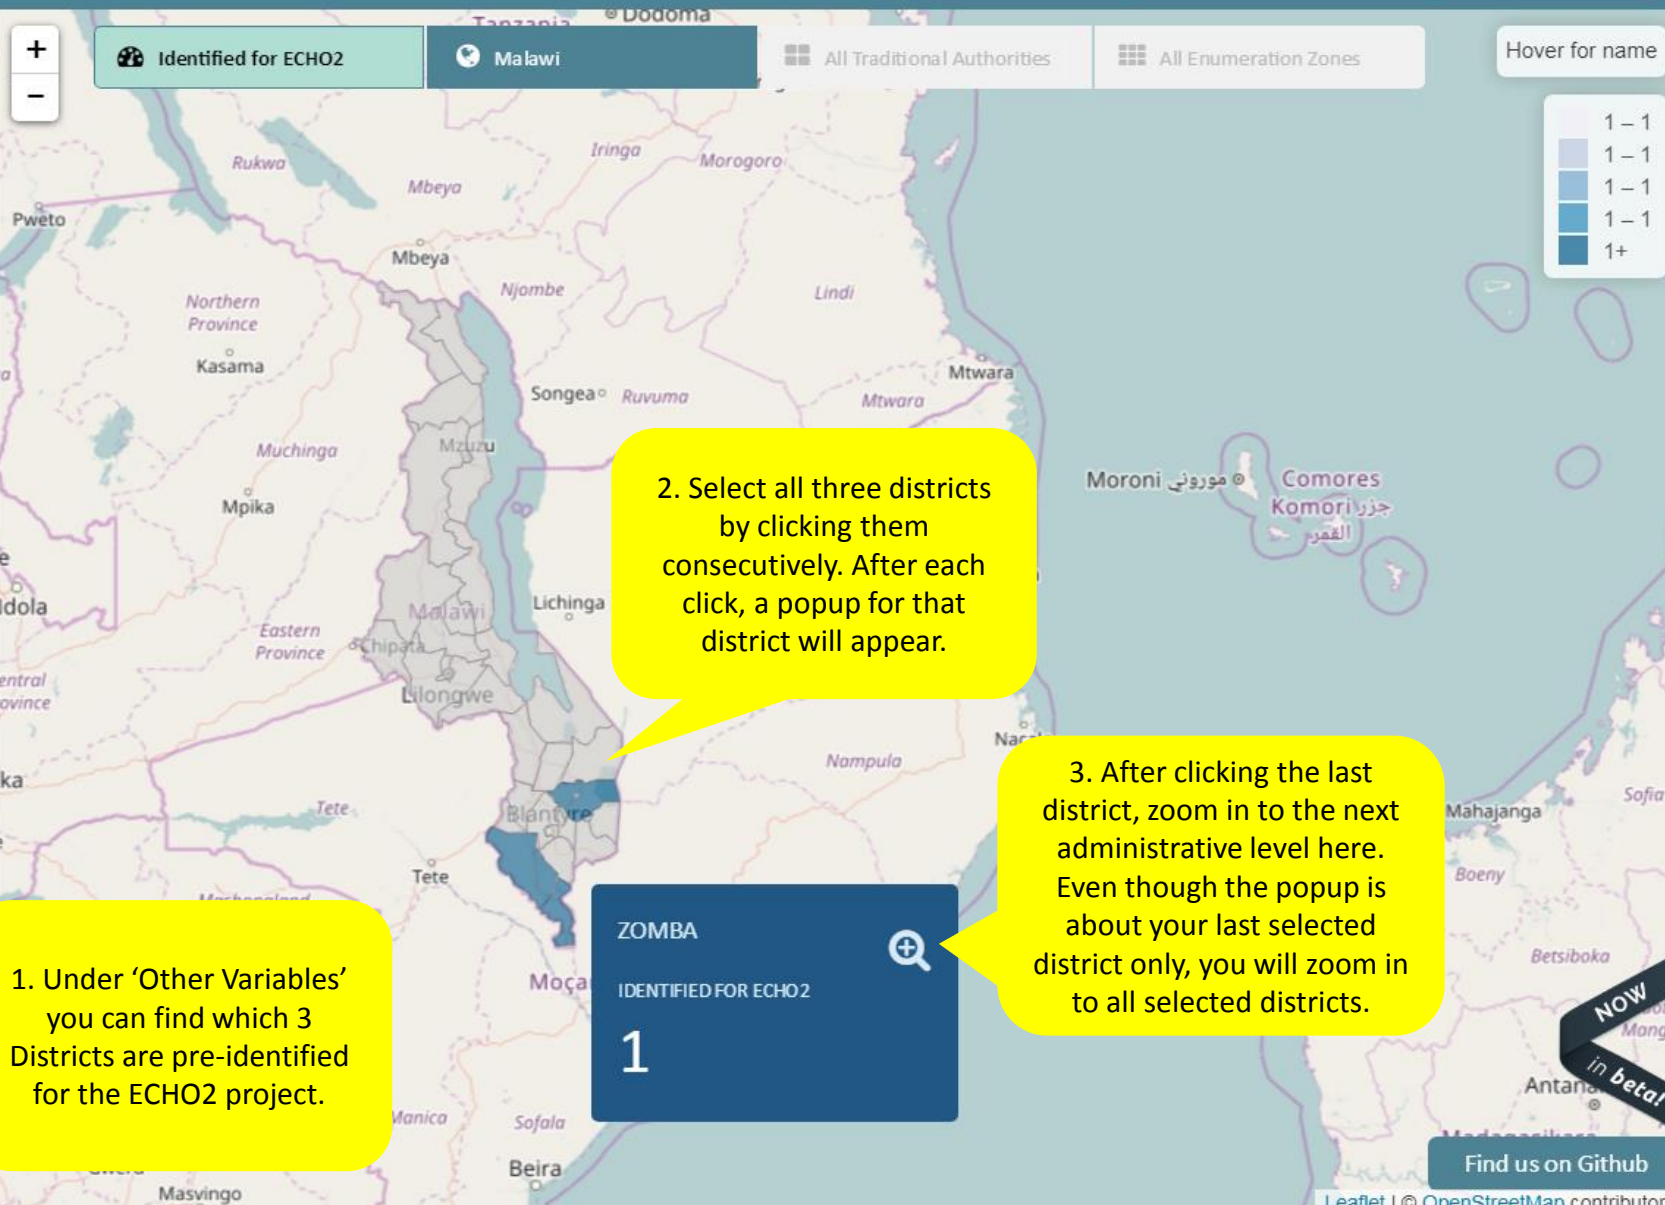 Tanzania
Dodoma
+
−
Identified for ECHO2
Malawi
All Traditional Authorities
All Enumeration Zones
Hover for name
1 – 1
1 – 1
1 – 1
1 – 1
1+
Rukwa
Iringa
Morogoro
Mbeya
Pweto
Mbeya
Njombe
Lindi
Northern
Province
Kasama
Mtwara
Songea
Ruvuma
Mtwara
Muchinga
Mzuzu
Mpika
Moroni موروني
Comores
Komori جزر
القمر
2. Select all three districts
by clicking them
consecutively. After each
click, a popup for that
district will appear.
Malawi
Lichinga
Eastern
Province
Chipata
Lilongwe
Nampula
Tete
Blantyre
Tete
Mahajanga
Sofia
Boeny
Betsiboka
3. After clicking the last
district, zoom in to the next
administrative level here.
Even though the popup is
about your last selected
district only, you will zoom in
to all selected districts.
ZOMBA
IDENTIFIED FOR ECHO2
1
1. Under ‘Other Variables’
you can find which 3
Districts are pre-identified
for the ECHO2 project.
Manica
Sofala
Beira
Masvingo
NOW
in beta!
Find us on Github
Leaflet | © OpenStreetMap contributor